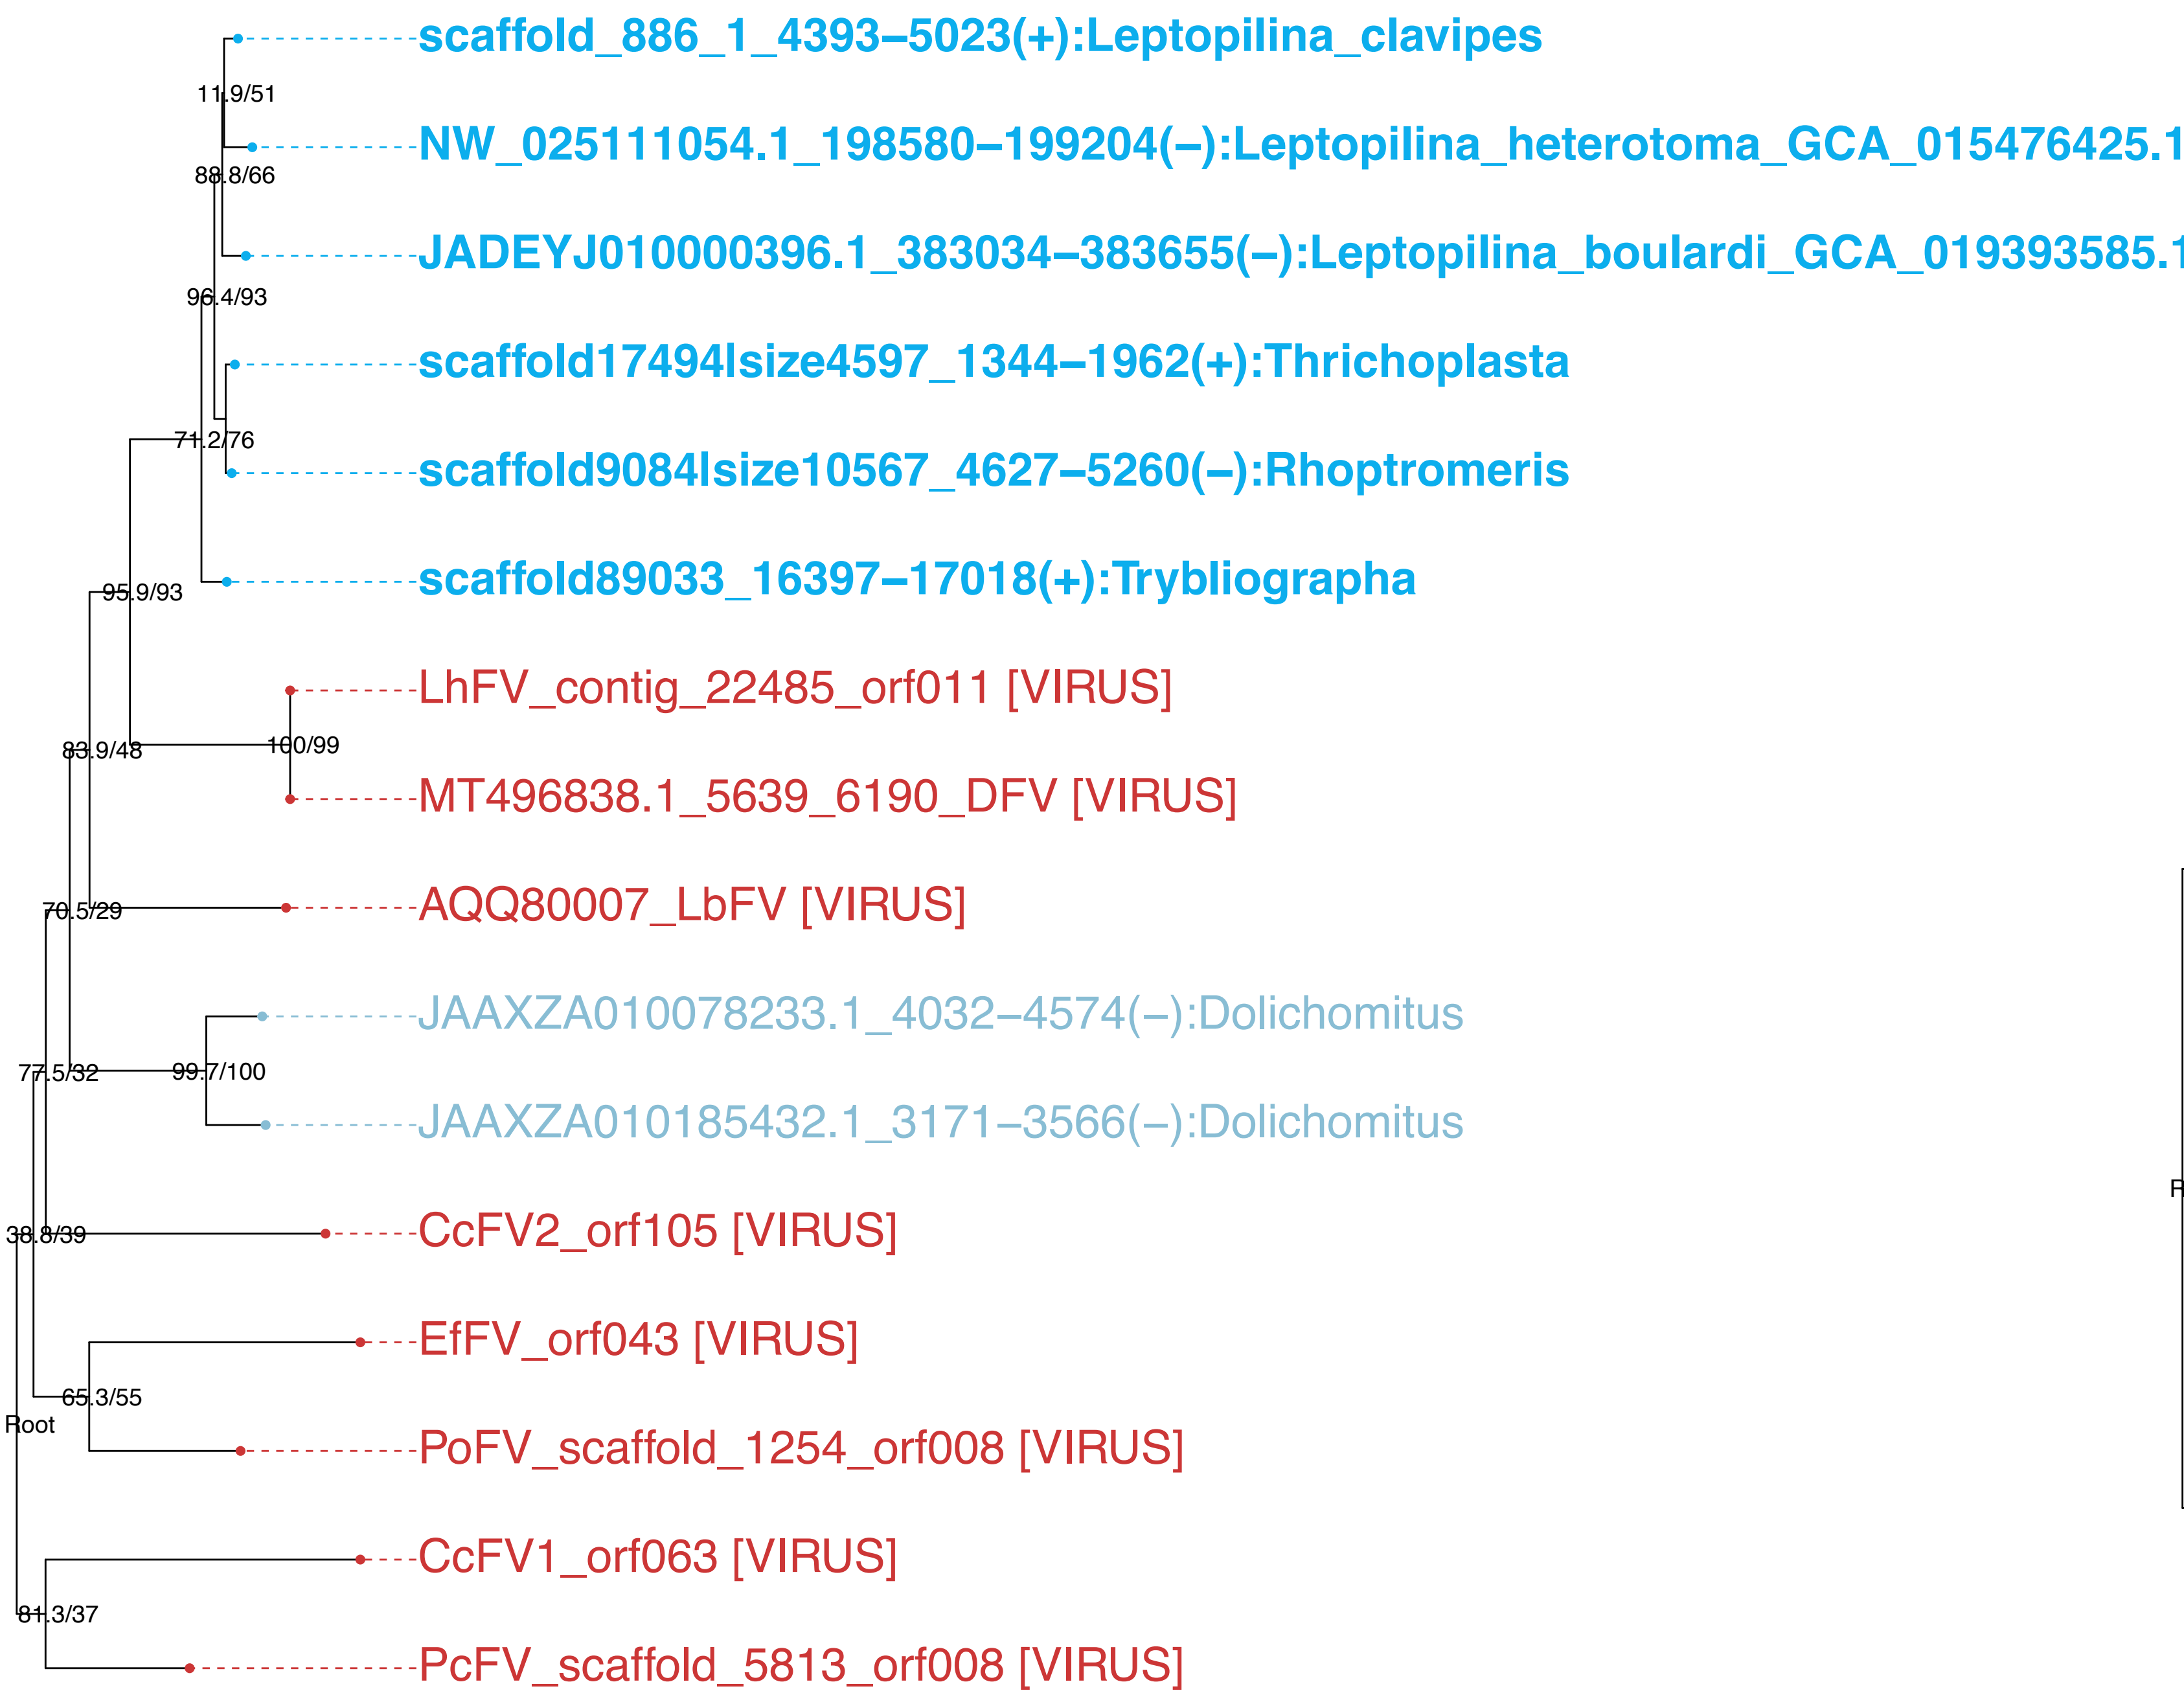 scaffold_886_1_4393–5023(+):Leptopilina_clavipes
11.9/51
NW_025111054.1_198580–199204(–):Leptopilina_heterotoma_GCA_015476425.1
88.8/66
JADEYJ010000396.1_383034–383655(–):Leptopilina_boulardi_GCA_019393585.1
96.4/93
scaffold17494lsize4597_1344–1962(+):Thrichoplasta
71.2/76
scaffold9084lsize10567_4627–5260(–):Rhoptromeris
scaffold89033_16397–17018(+):Trybliographa
95.9/93
LhFV_contig_22485_orf011 [VIRUS]
83.9/48
100/99
MT496838.1_5639_6190_DFV [VIRUS]
AQQ80007_LbFV [VIRUS]
70.5/29
JAAXZA010078233.1_4032–4574(–):Dolichomitus
77.5/32
99.7/100
JAAXZA010185432.1_3171–3566(–):Dolichomitus
R
CcFV2_orf105 [VIRUS]
38.8/39
EfFV_orf043 [VIRUS]
65.3/55
Root
PoFV_scaffold_1254_orf008 [VIRUS]
CcFV1_orf063 [VIRUS]
81.3/37
PcFV_scaffold_5813_orf008 [VIRUS]